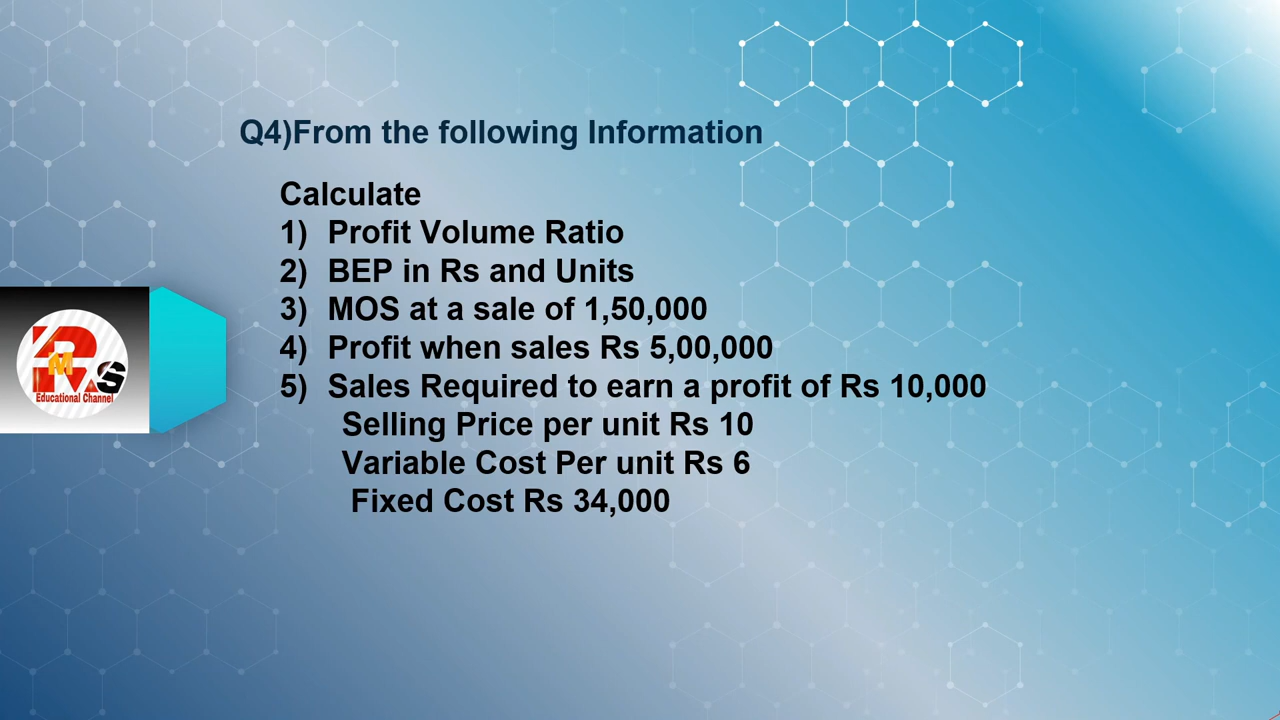 Q4)From the following Information
Calculate
1) Profit Volume Ratio
2) BEP in Rs and Units
3) MOS at a sale of 1,50,000
4) Profit when sales Rs 5,00,000
5) Sales Required to earn a profit of Rs 10,000
Selling Price per unit Rs 10
Variable Cost Per unit Rs 6
Fixed Cost Rs 34,000
RMS
Educational Channel